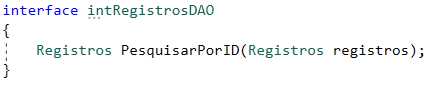 interface intRegistrosDAO
{
    Registros PesquisarPorID(Registros registros);
}